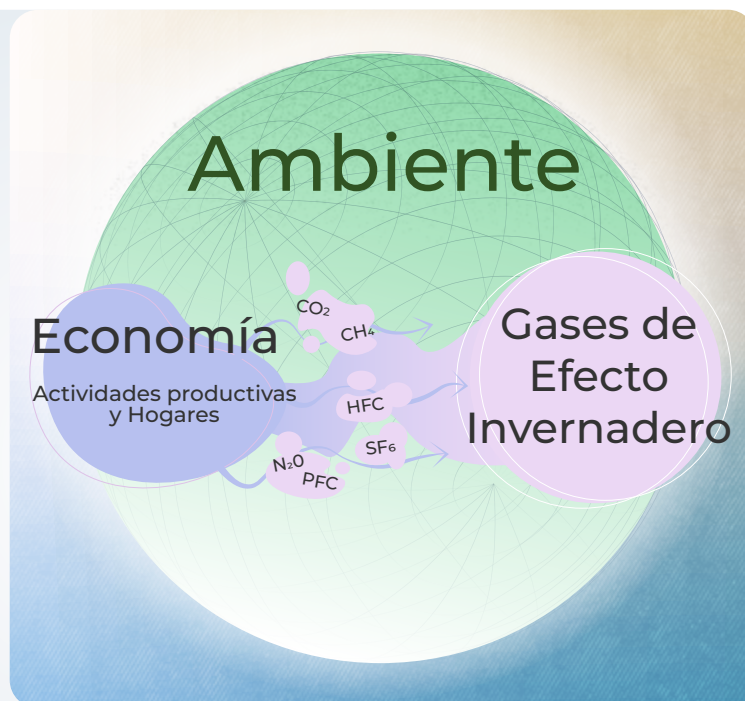 Ambiente
Economía
Actividades productivas
y Hogares
CO₂
CH₄
HFC
SF₆
N₂0
PFC
Gases de
Efecto
Invernadero